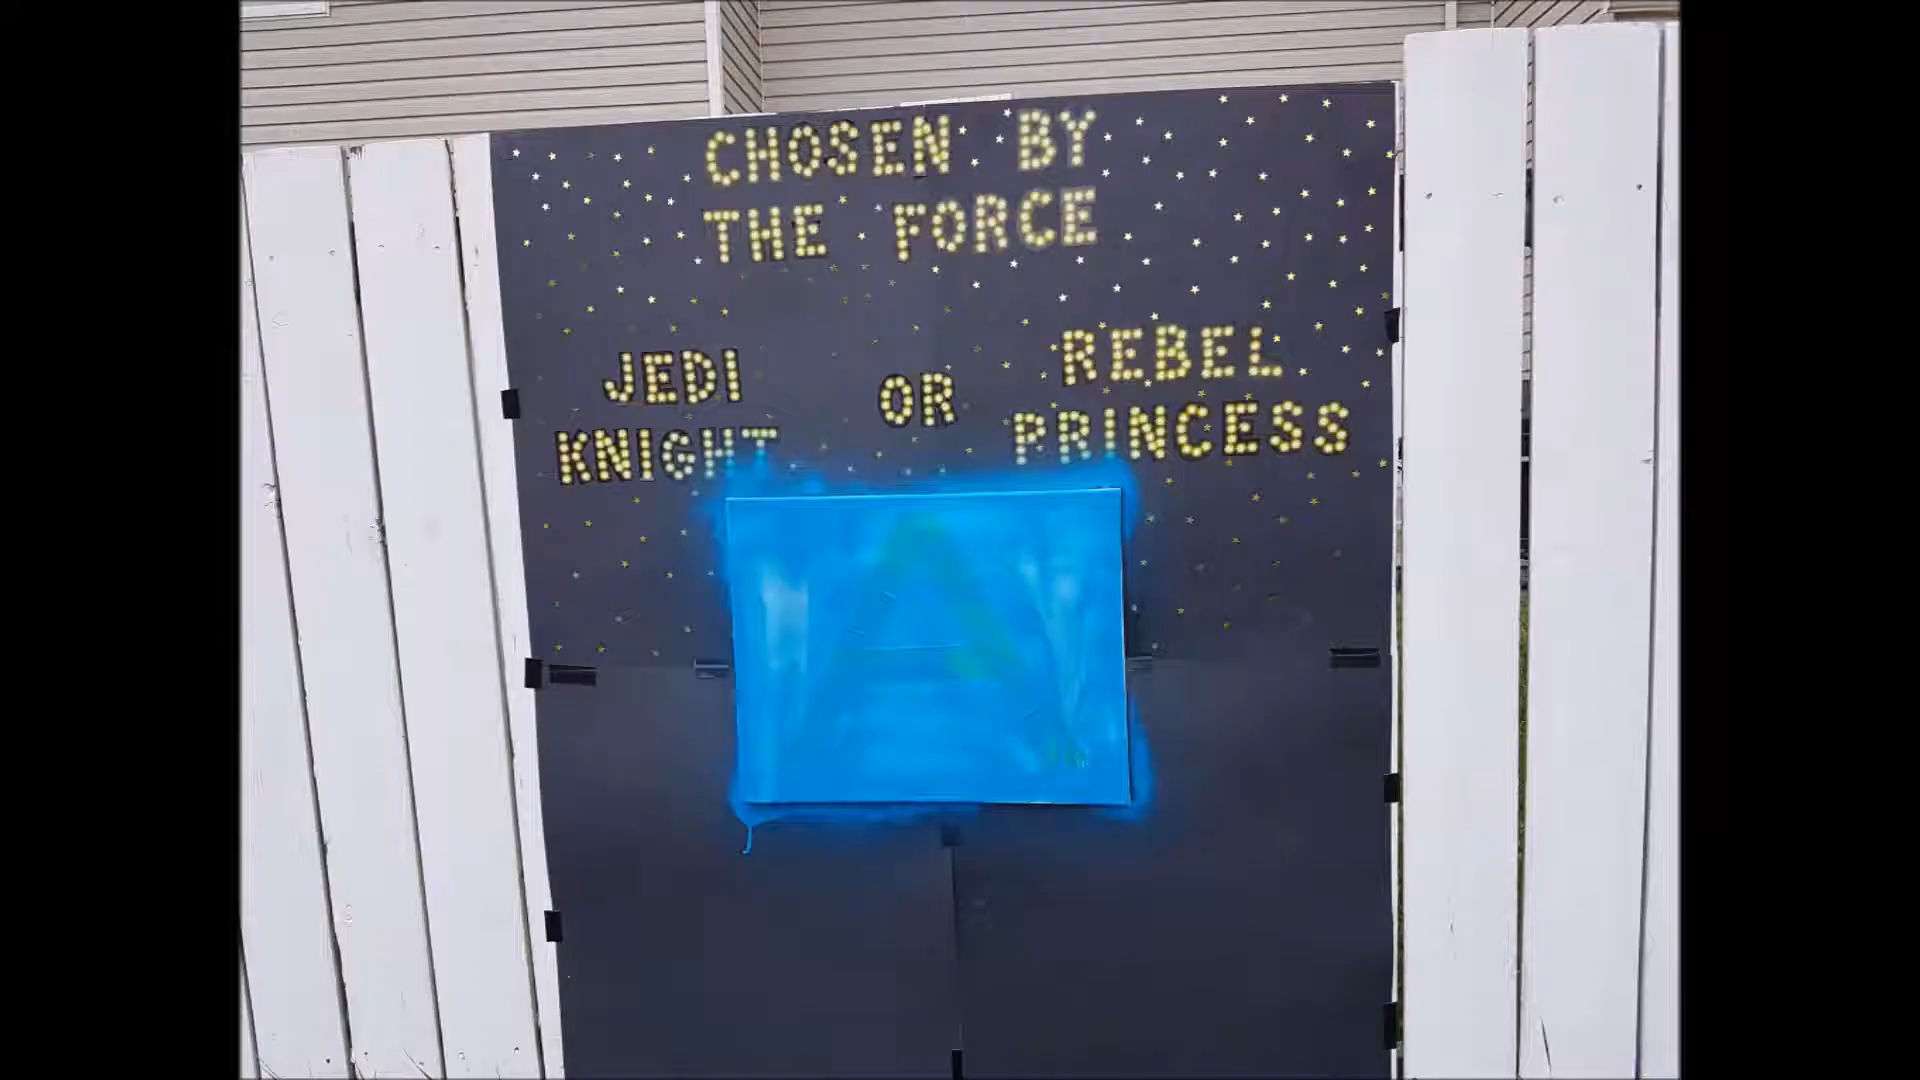 CHOSEN BY
THE FORCE
JEDI
KNIGHT
OR
REBEL
PRINCESS